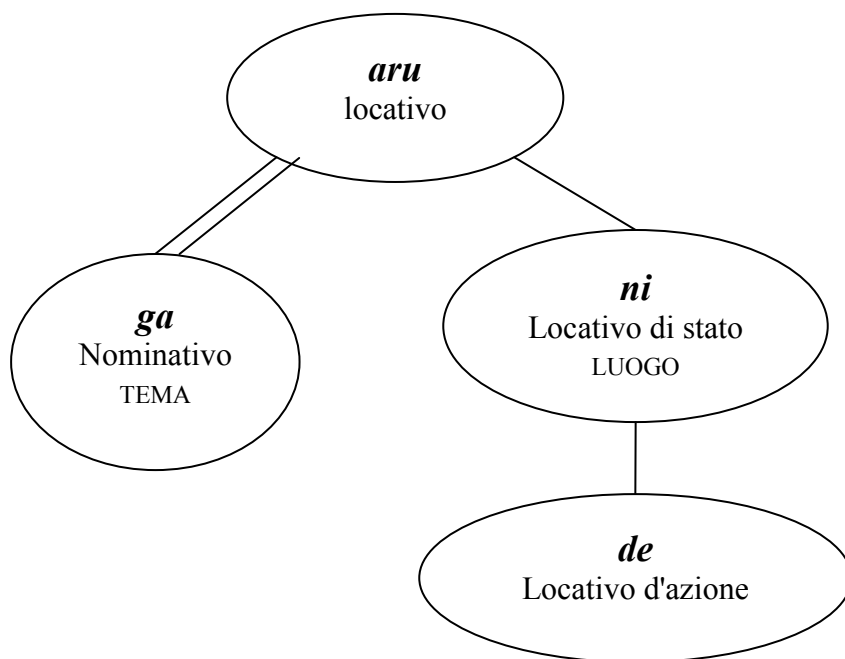 aru
locativo
ga
Nominativo
TEMA
ni
Locativo di stato
LUOGO
de
Locativo d'azione